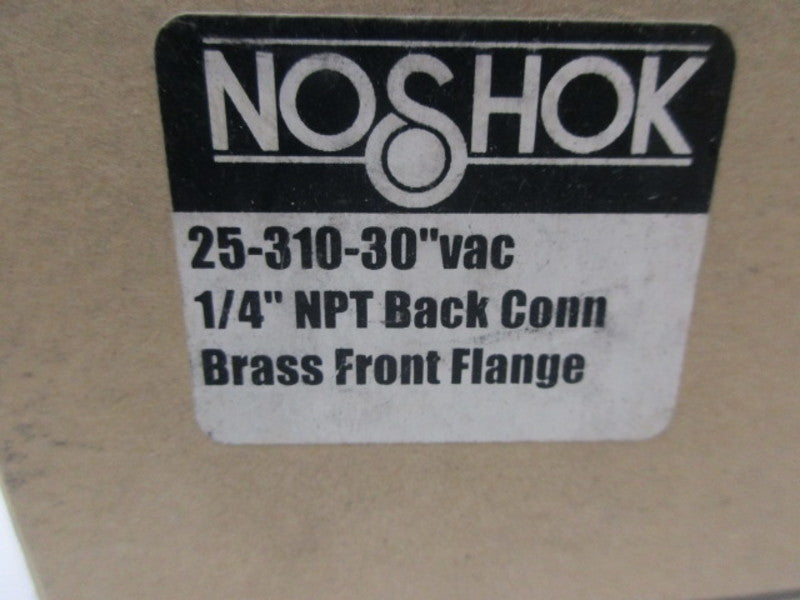 NOSHOK
25-310-30"vac
1/4" NPT Back Conn
Brass Front Flange